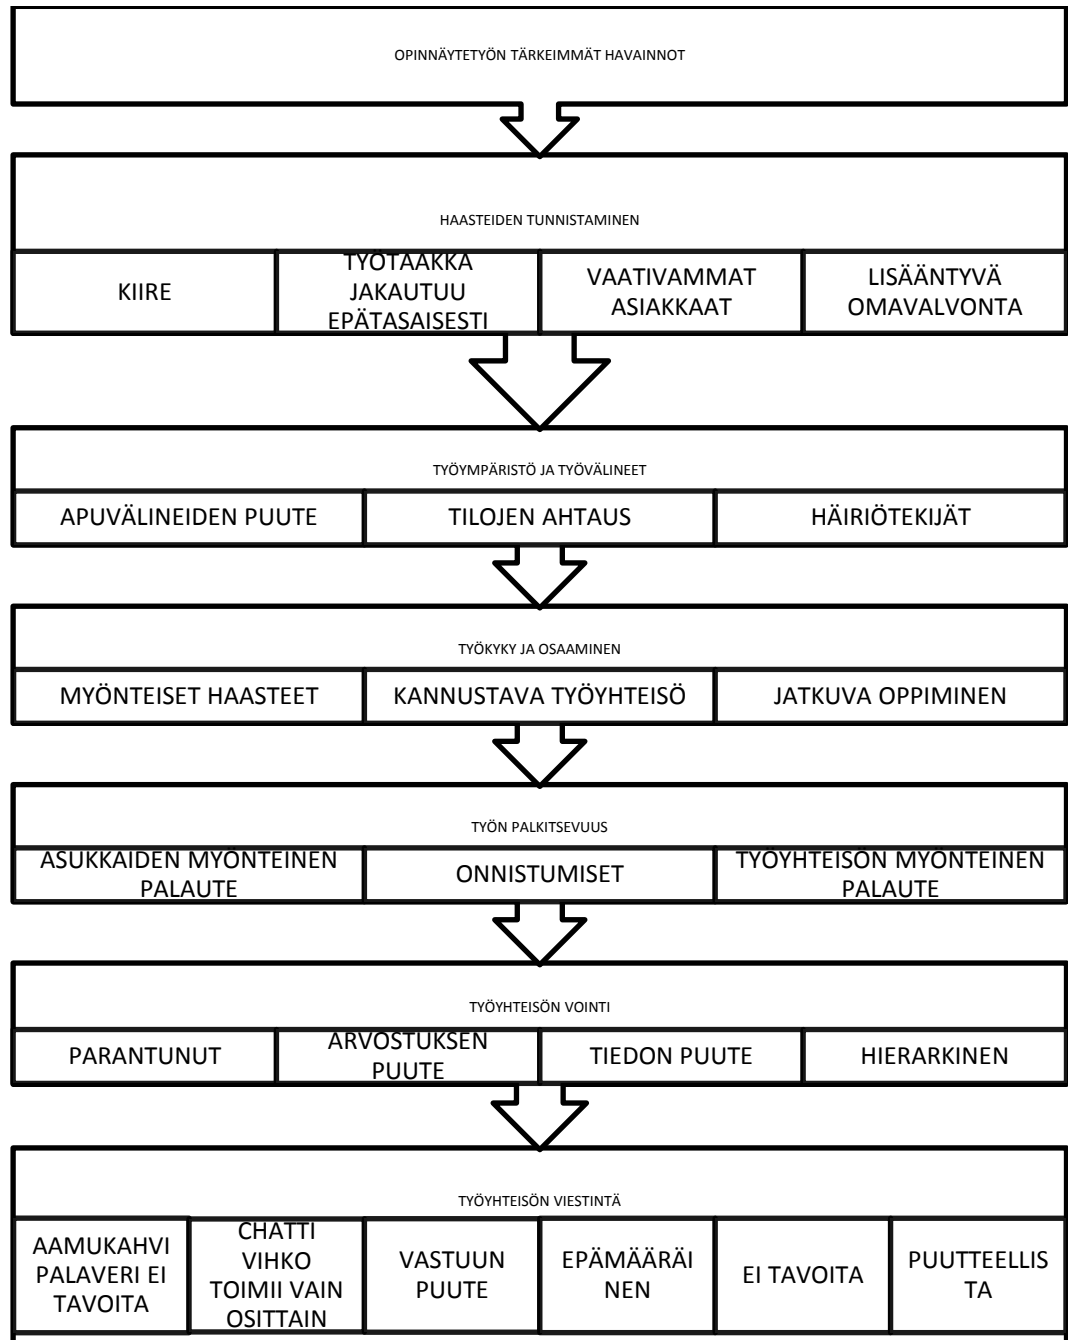 OPINNÄYTETYÖN TÄRKEIMMÄT HAVAINNOT
HAASTEIDEN TUNNISTAMINEN
KIIRE
TYÖTAAKKA
JAKAUTUU
EPÄTASAISESTI
VAATIVAMMAT
ASIAKKAAT
LISÄÄNTYVÄ
OMAVALVONTA
TYÖYMPÄRISTÖ JA TYÖVÄLINEET
APUVÄLINEIDEN PUUTE
TILOJEN AHTAUS
HÄIRIÖTEKIJÄT
TYÖKYKY JA OSAAMINEN
MYÖNTEISET HAASTEET
KANNUSTAVA TYÖYHTEISÖ
JATKUVA OPPIMINEN
TYÖN PALKITSEVUUS
ASUKKAIDEN MYÖNTEINEN
PALAUTE
ONNISTUMISET
TYÖYHTEISÖN MYÖNTEINEN
PALAUTE
TYÖYHTEISÖN VOINTI
PARANTUNUT
ARVOSTUKSEN
PUUTE
TIEDON PUUTE
HIERARKINEN
TYÖYHTEISÖN VIESTINTÄ
AAMUKAHVI
PALAVERI EI
TAVOITA
CHATTI
VIHKO
TOIMII VAIN
OSITTAIN
VASTUUN
PUUTE
EPÄMÄÄRÄI
NEN
EI TAVOITA
PUUTTEELLIS
TA